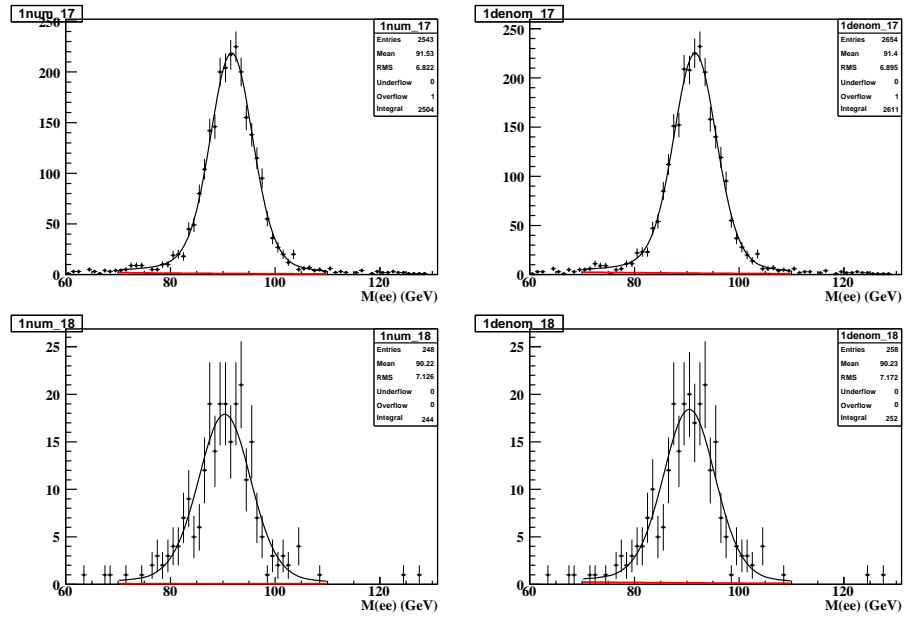 1num_17
1num_17
Entries 2543
Mean 91.53
RMS 6.822
Underflow 0
Overflow 1
Integral 2504
250
200
150
100
50
0
60 80 100 120
M(ee) (GeV)
1denom_17
1denom_17
Entries 2654
Mean 91.4
RMS 6.895
Underflow 0
Overflow 1
Integral 2611
250
200
150
100
50
0
60 80 100 120
M(ee) (GeV)
1num_18
1num_18
Entries 248
Mean 90.22
RMS 7.126
Underflow 0
Overflow 0
Integral 244
25
20
15
10
5
0
60 80 100 120
M(ee) (GeV)
1denom_18
1denom_18
Entries 258
Mean 90.23
RMS 7.172
Underflow 0
Overflow 0
Integral 252
25
20
15
10
5
0
60 80 100 120
M(ee) (GeV)